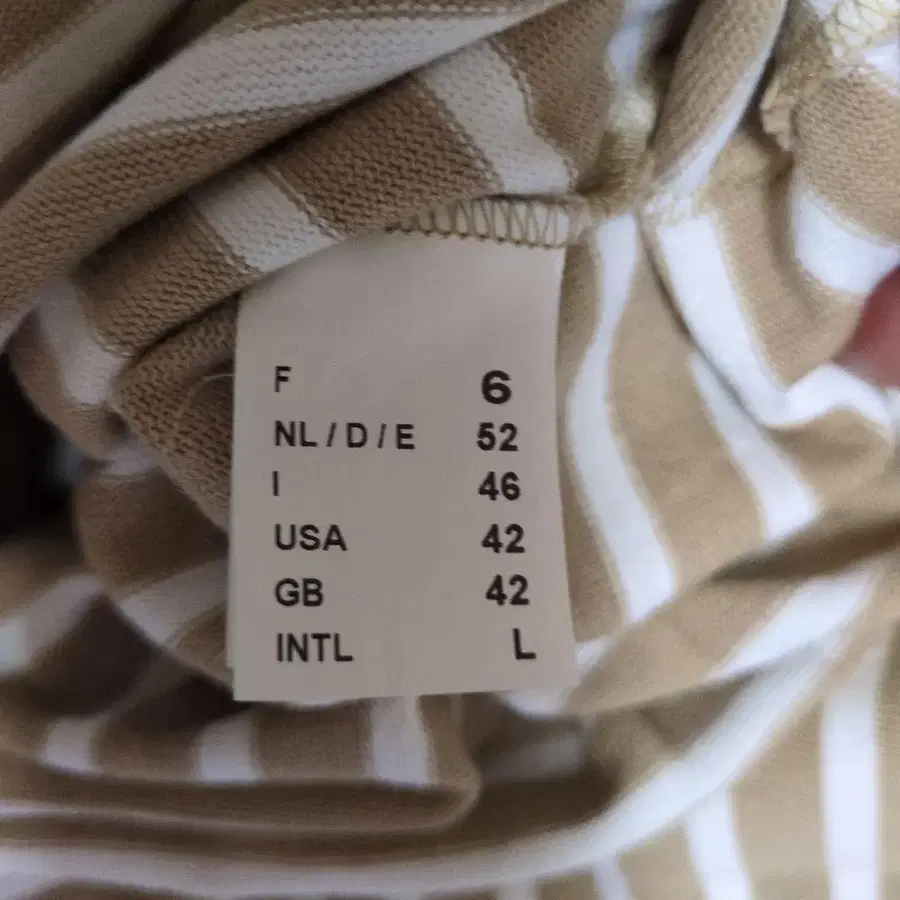 F 6
NL / D / E 52
I 46
USA 42
GB 42
INTL L